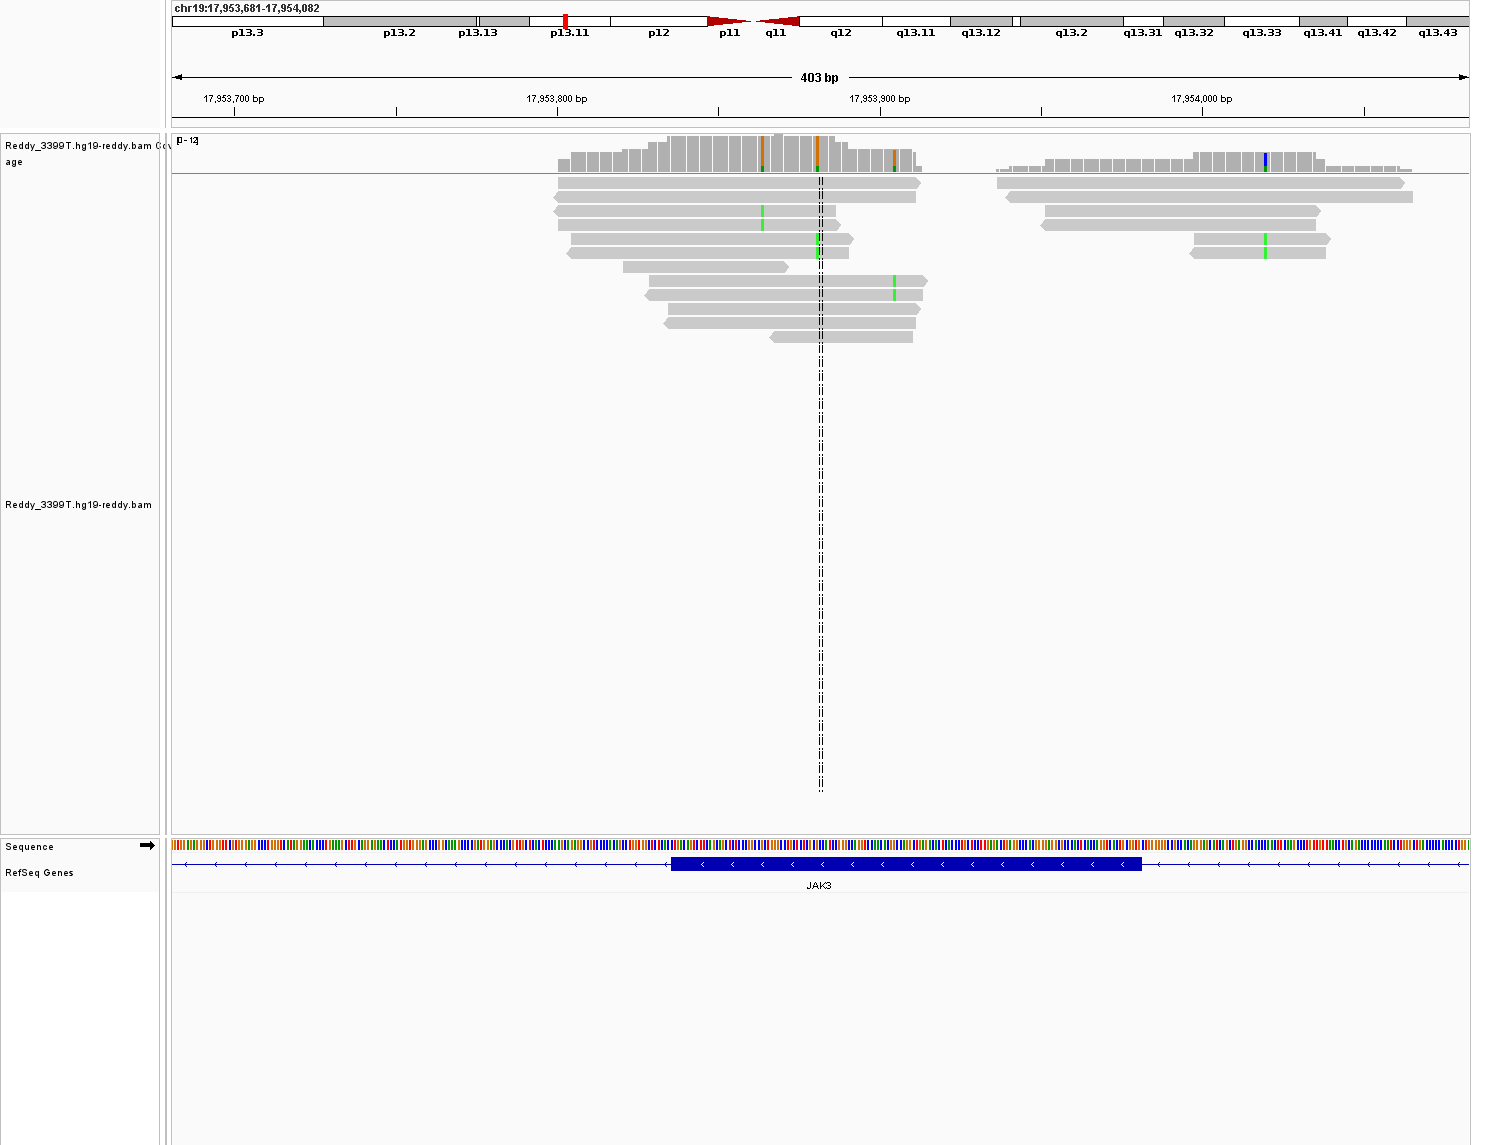 chr19:17,953,681-17,954,082
p13.3 p13.2 p13.13 p13.11 p12 p11 q11 q12 q13.11 q13.12 q13.2 q13.31 q13.32 q13.33 q13.41 q13.42 q13.43
403 bp
17,953,700 bp 17,953,800 bp 17,953,900 bp 17,954,000 bp
Reddy_3399T.hg19-reddy.bam Cov
age
[0 - 12]
Reddy_3399T.hg19-reddy.bam
Sequence
RefSeq Genes
JAK3